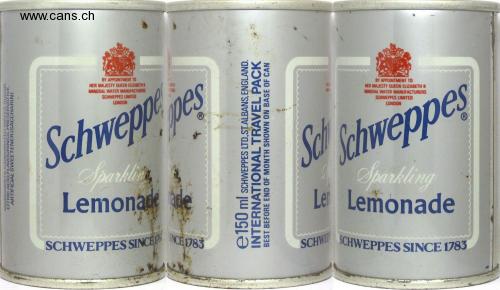 www.cans.ch
BY APPOINTMENT TO
HER MAJESTY QUEEN ELIZABETH II
MINERAL WATER MANUFACTURERS
SCHWEPPES LIMITED
LONDON
Schweppes
Sparkling
Lemonade
SCHWEPPES SINCE 1783
e150 ml SCHWEPPES LTD. ST. ALBANS, ENGLAND.
INTERNATIONAL TRAVEL PACK
BEST BEFORE END OF MONTH SHOWN ON BASE OF CAN
BY APPOINTMENT TO
HER MAJESTY QUEEN ELIZABETH II
MINERAL WATER MANUFACTURERS
SCHWEPPES LIMITED
LONDON
Schweppes®
Sparkling
Lemonade
SCHWEPPES SINCE 1783